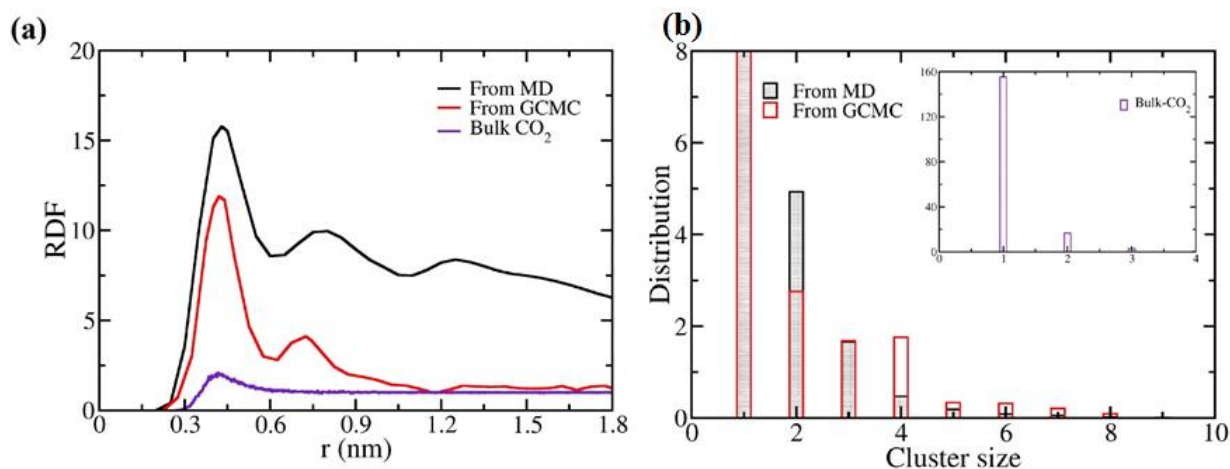 (a)
20
15
10
5
0
RDF
0
0.3
0.6
0.9
1.2
1.5
1.8
r (nm)
From MD
From GCMC
Bulk CO₂
(b)
8
6
4
2
0
Distribution
0
2
4
6
8
10
Cluster size
From MD
From GCMC
160
120
80
40
0
0
1
2
3
4
Bulk-CO₂